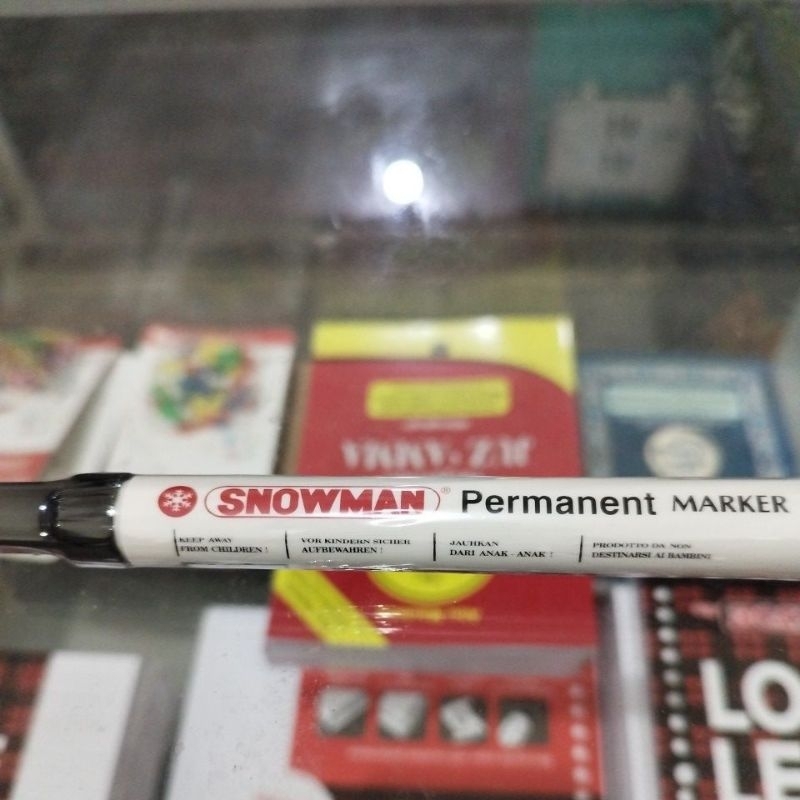 SNOWMAN® Permanent MARKER
KEEP AWAY
FROM CHILDREN !
VOR KINDERN SICHER
AUFBEWAHREN !
JAUHKAN
DARI ANAK - ANAK !
PRODOTTO DA NON
DESTINARSI AI BAMBINI